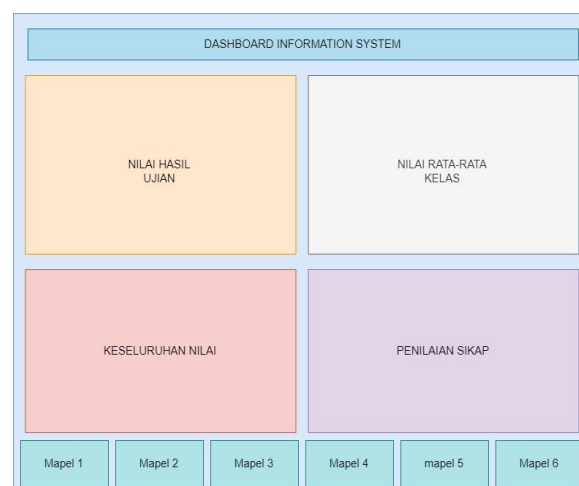 DASHBOARD INFORMATION SYSTEM
NILAI HASIL
UJIAN
NILAI RATA-RATA
KELAS
KESELURUHAN NILAI
PENILAIAN SIKAP
Mapel 1
Mapel 2
Mapel 3
Mapel 4
mapel 5
Mapel 6